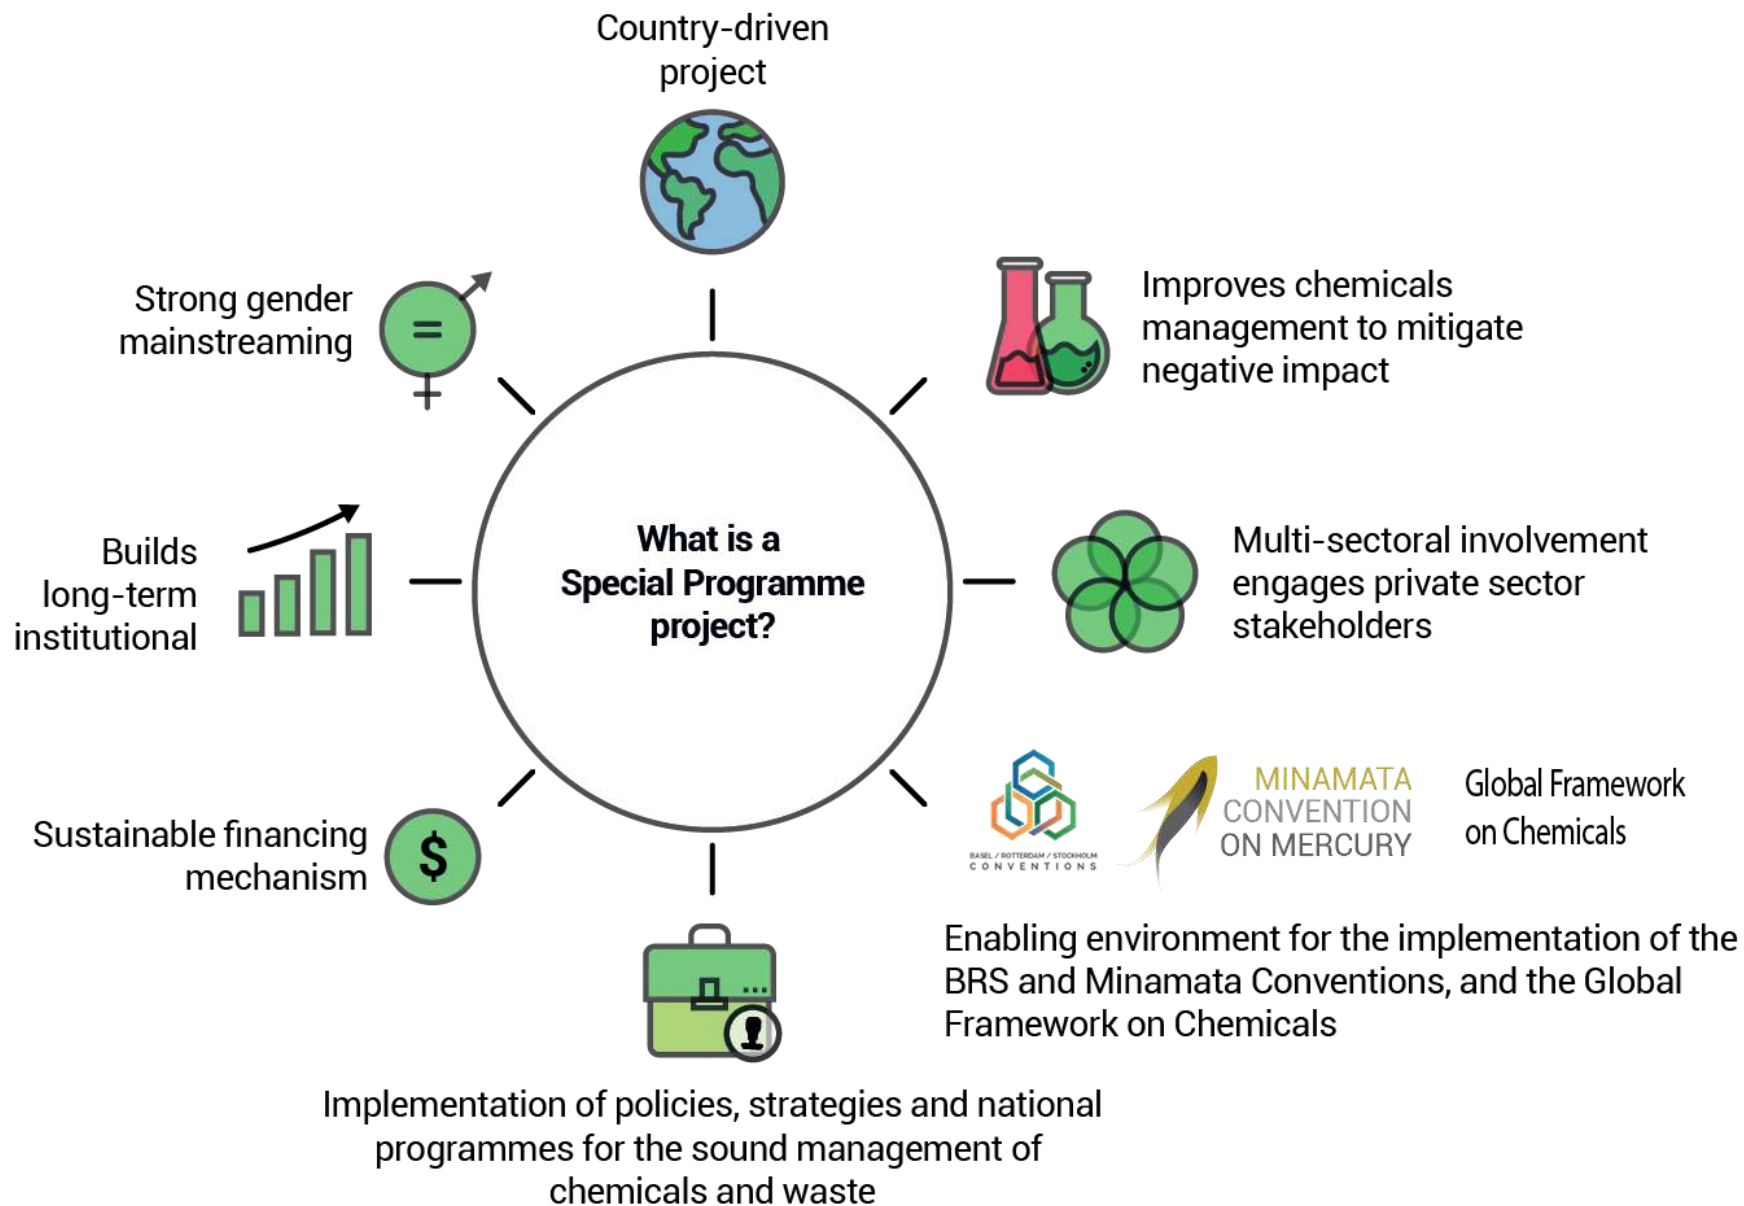 Country-driven
project
Strong gender
mainstreaming
=
Improves chemicals
management to mitigate
negative impact
Builds
long-term
institutional
What is a
Special Programme
project?
Multi-sectoral involvement
engages private sector
stakeholders
Sustainable financing
mechanism
$
BASEL / ROTTERDAM / STOCKHOLM
CONVENTIONS
MINAMATA
CONVENTION
ON MERCURY
Global Framework
on Chemicals
Enabling environment for the implementation of the
BRS and Minamata Conventions, and the Global
Framework on Chemicals
Implementation of policies, strategies and national
programmes for the sound management of
chemicals and waste